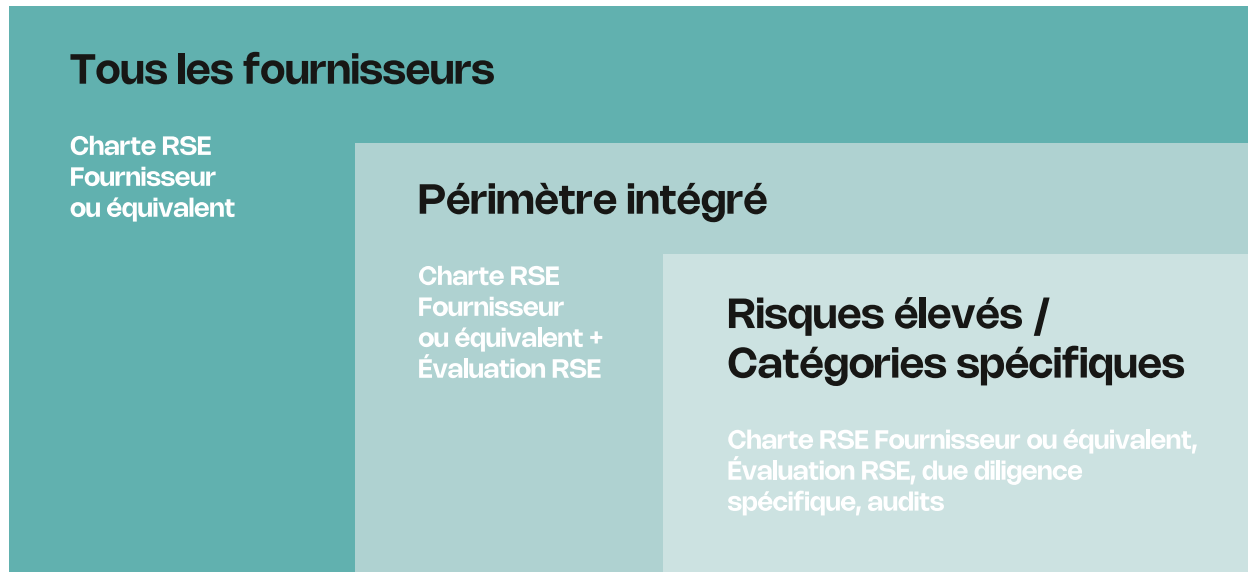 Tous les fournisseurs
Charte RSE
Fournisseur
ou équivalent
Périmètre intégré
Charte RSE
Fournisseur
ou équivalent +
Évaluation RSE
Risques élevés /
Catégories spécifiques
Charte RSE Fournisseur ou équivalent,
Évaluation RSE, due diligence
spécifique, audits